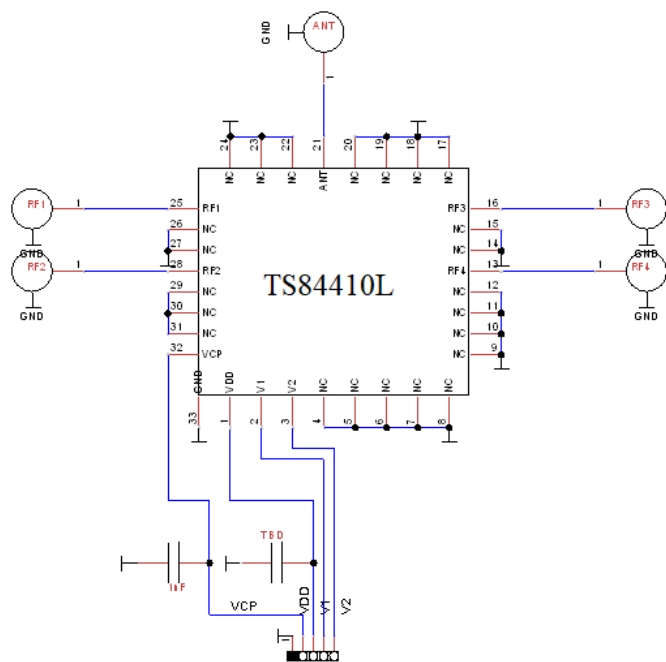 GND ANT
1
24 23 22 21 20 19 18 17
NC NC NC ANT NC NC NC NC
RF1 1 25 RF1 RF3 16 1 RF3
26 NC NC 15
GND 27 NC NC 14 GND
RF2 1 28 RF2 RF4 13 1 RF4
29 NC NC 12
GND 30 NC NC 11 GND
31 NC NC 10
32 VCP NC 9
TS84410L
GND VDD V1 V2 NC NC NC NC NC
33 1 2 3 4 5 6 7 8
TBD
1nF
VCP VDD V1 V2
1